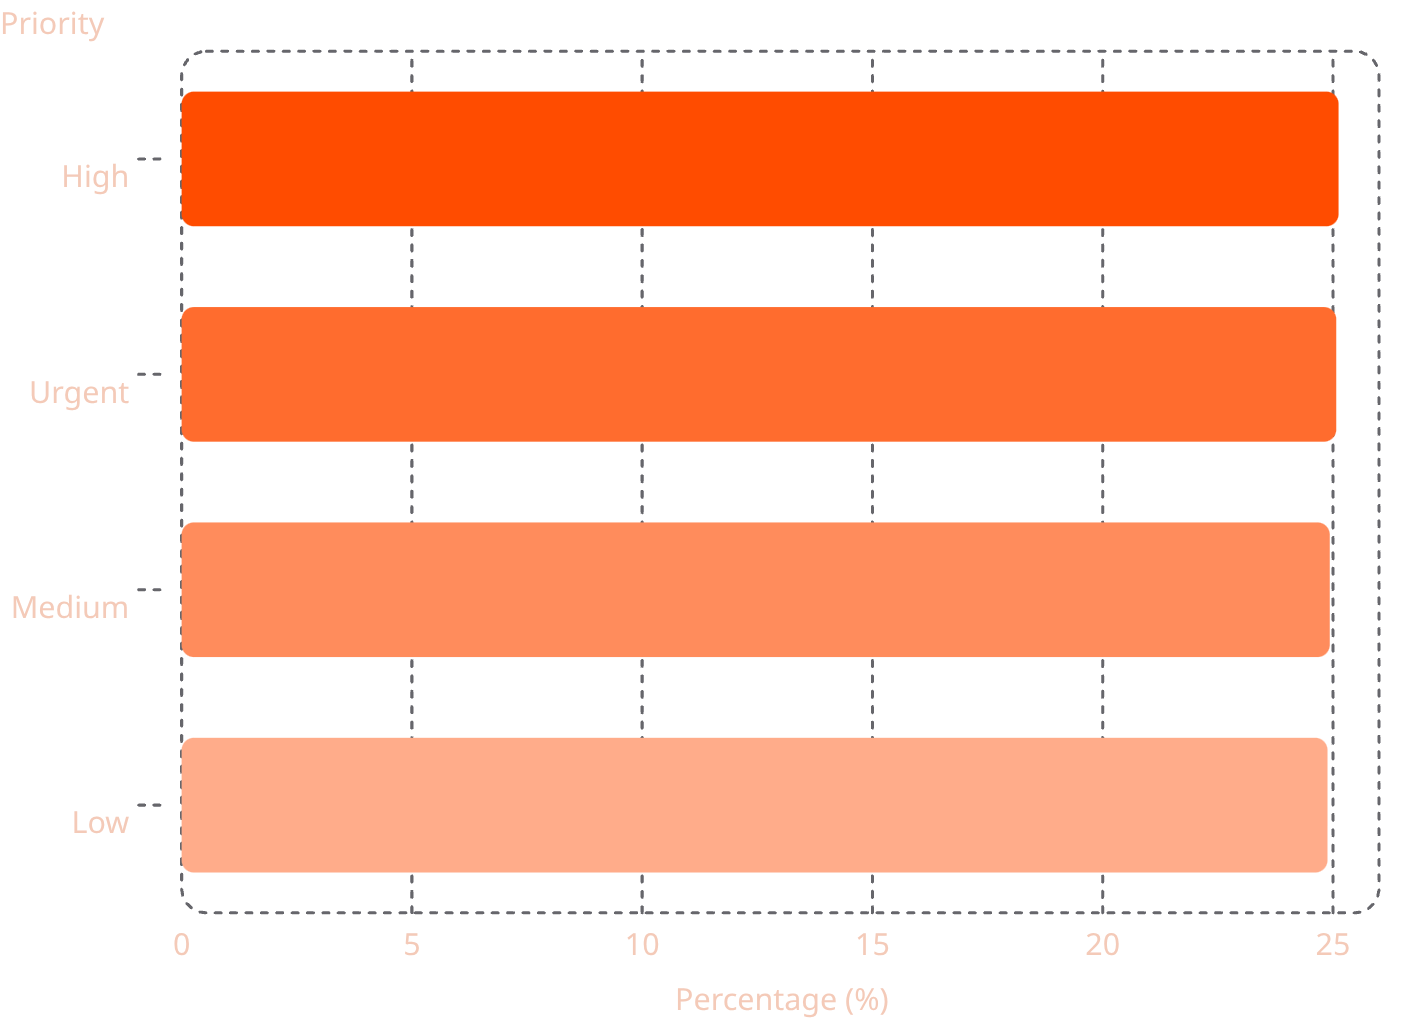 Priority
High
Urgent
Medium
Low
0 5 10 15 20 25
Percentage (%)